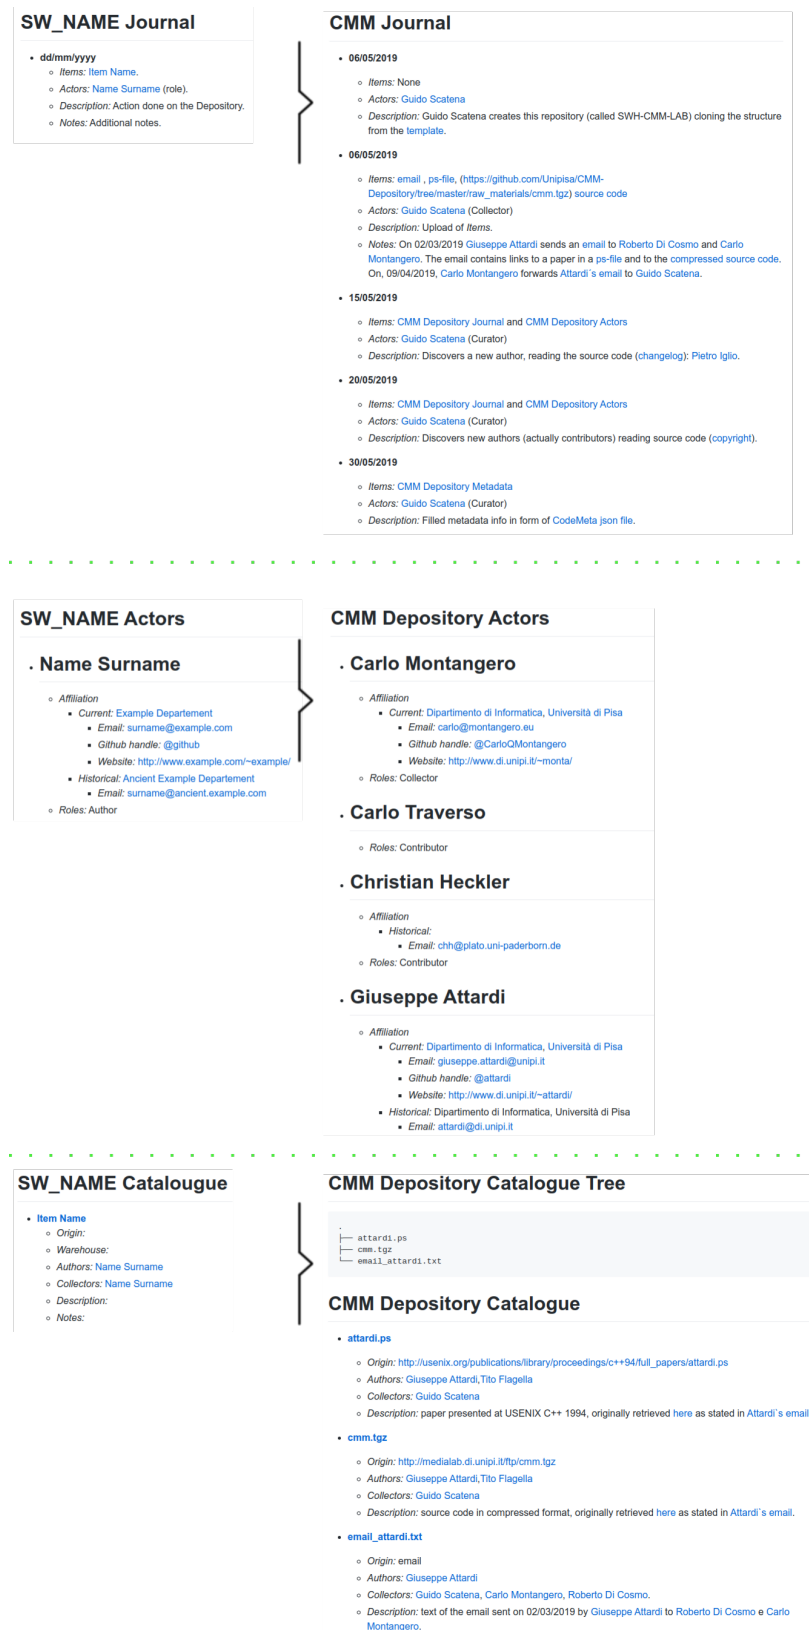 SW_NAME Journal
dd/mm/yyyy
Items: Item Name.
Actors: Name Surname (role).
Description: Action done on the Depository.
Notes: Additional notes.
CMM Journal
06/05/2019
Items: None
Actors: Guido Scatena
Description: Guido Scatena creates this repository (called SWH-CMM-LAB) cloning the structure
from the template.
06/05/2019
Items: email , ps-file, (https://github.com/Unipisa/CMM-
Depository/tree/master/raw_materials/cmm.tgz) source code
Actors: Guido Scatena (Collector)
Description: Upload of Items.
Notes: On 02/03/2019 Giuseppe Attardi sends an email to Roberto Di Cosmo and Carlo
Montangero. The email contains links to a paper in a ps-file and to the compressed source code.
On, 09/04/2019, Carlo Montangero forwards Attardi`s email to Guido Scatena.
15/05/2019
Items: CMM Depository Journal and CMM Depository Actors
Actors: Guido Scatena (Curator)
Description: Discovers a new author, reading the source code (changelog): Pietro Iglio.
20/05/2019
Items: CMM Depository Journal and CMM Depository Actors
Actors: Guido Scatena (Curator)
Description: Discovers new authors (actually contributors) reading source code (copyright).
30/05/2019
Items: CMM Depository Metadata
Actors: Guido Scatena (Curator)
Description: Filled metadata info in form of CodeMeta json file.
SW_NAME Actors
Name Surname
Affiliation
Current: Example Departement
Email: surname@example.com
Github handle: @github
Website: http://www.example.com/~example/
Historical: Ancient Example Departement
Email: surname@ancient.example.com
Roles: Author
CMM Depository Actors
Carlo Montangero
Affiliation
Current: Dipartimento di Informatica, Università di Pisa
Email: carlo@montangero.eu
Github handle: @CarloQMontangero
Website: http://www.di.unipi.it/~monta/
Roles: Collector
Carlo Traverso
Roles: Contributor
Christian Heckler
Affiliation
Historical:
Email: chh@plato.uni-paderborn.de
Roles: Contributor
Giuseppe Attardi
Affiliation
Current: Dipartimento di Informatica, Università di Pisa
Email: giuseppe.attardi@unipi.it
Github handle: @attardi
Website: http://www.di.unipi.it/~attardi/
Historical: Dipartimento di Informatica, Università di Pisa
Email: attardi@di.unipi.it
SW_NAME Catalougue
Item Name
Origin:
Warehouse:
Authors: Name Surname
Collectors: Name Surname
Description:
Notes:
CMM Depository Catalogue Tree
.
├── attardi.ps
├── cmm.tgz
└── email_attardi.txt
CMM Depository Catalogue
attardi.ps
Origin: http://usenix.org/publications/library/proceedings/c++94/full_papers/attardi.ps
Authors: Giuseppe Attardi,Tito Flagella
Collectors: Guido Scatena
Description: paper presented at USENIX C++ 1994, originally retrieved here as stated in Attardi`s email
cmm.tgz
Origin: http://medialab.di.unipi.it/ftp/cmm.tgz
Authors: Giuseppe Attardi,Tito Flagella
Collectors: Guido Scatena
Description: source code in compressed format, originally retrieved here as stated in Attardi`s email.
email_attardi.txt
Origin: email
Authors: Giuseppe Attardi
Collectors: Guido Scatena, Carlo Montangero, Roberto Di Cosmo.
Description: text of the email sent on 02/03/2019 by Giuseppe Attardi to Roberto Di Cosmo e Carlo
Montangero.